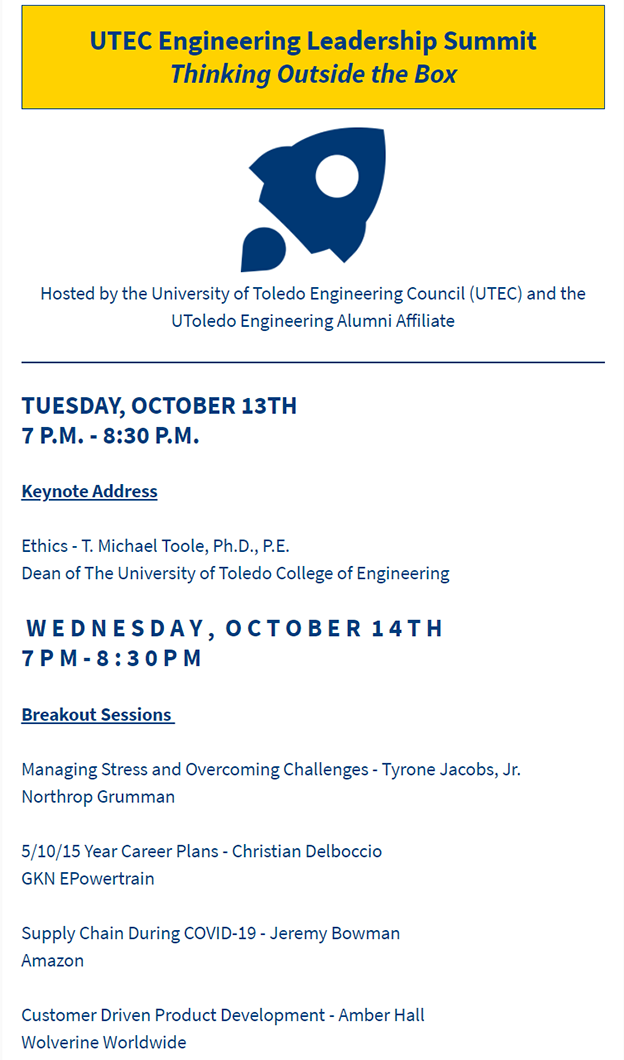 UTEC Engineering Leadership Summit
Thinking Outside the Box
Hosted by the University of Toledo Engineering Council (UTEC) and the
UToledo Engineering Alumni Affiliate
TUESDAY, OCTOBER 13TH
7 P.M. - 8:30 P.M.
Keynote Address
Ethics - T. Michael Toole, Ph.D., P.E.
Dean of The University of Toledo College of Engineering
WEDNESDAY, OCTOBER 14TH
7PM-8:30PM
Breakout Sessions
Managing Stress and Overcoming Challenges - Tyrone Jacobs, Jr.
Northrop Grumman
5/10/15 Year Career Plans - Christian Delboccio
GKN EPowertrain
Supply Chain During COVID-19 - Jeremy Bowman
Amazon
Customer Driven Product Development - Amber Hall
Wolverine Worldwide